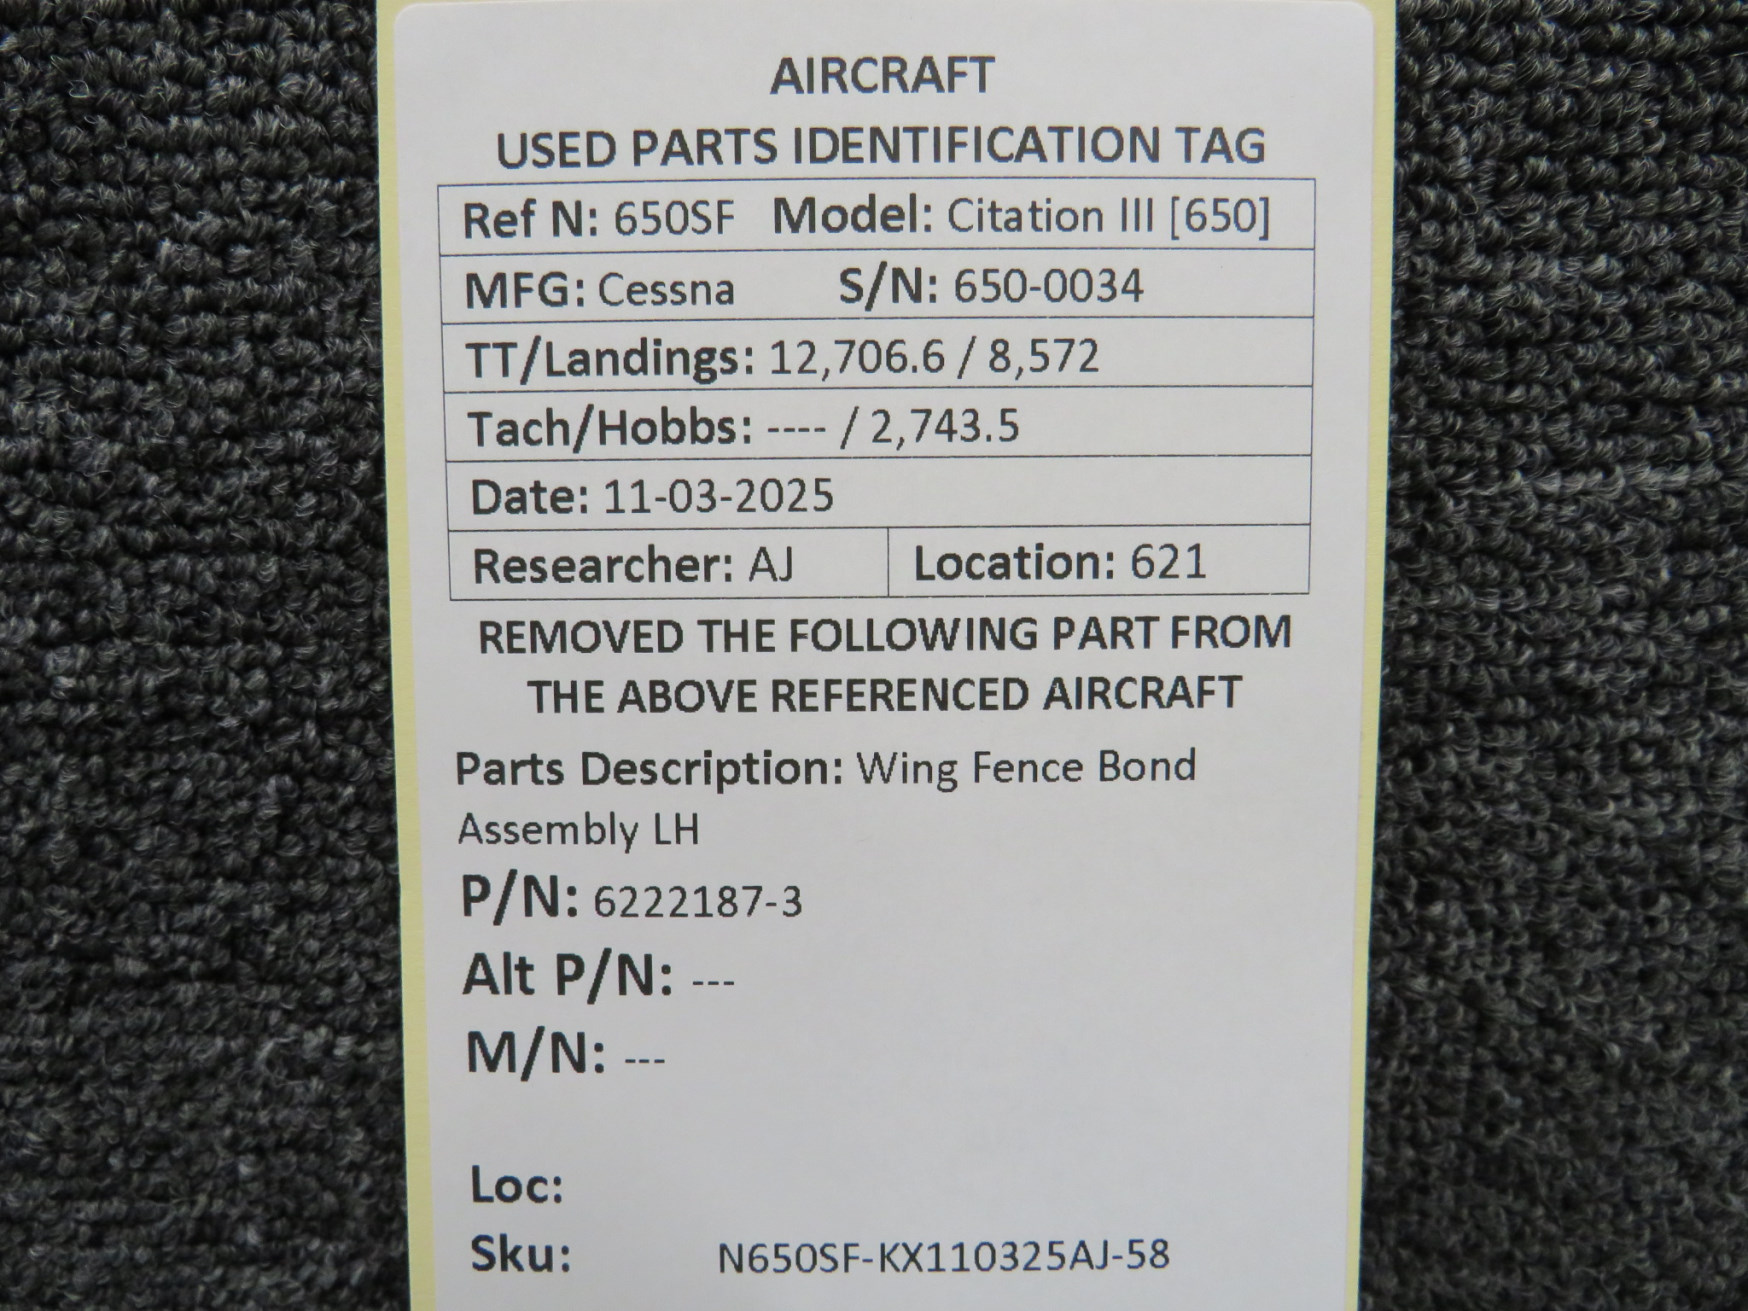 AIRCRAFT
USED PARTS IDENTIFICATION TAG
Ref N: 650SF Model: Citation III [650]
MFG: Cessna S/N: 650-0034
TT/Landings: 12,706.6 / 8,572
Tach/Hobbs: ---- / 2,743.5
Date: 11-03-2025
Researcher: AJ Location: 621
REMOVED THE FOLLOWING PART FROM
THE ABOVE REFERENCED AIRCRAFT
Parts Description: Wing Fence Bond
Assembly LH
P/N: 6222187-3
Alt P/N: ---
M/N: ---
Loc:
Sku: N650SF-KX110325AJ-58